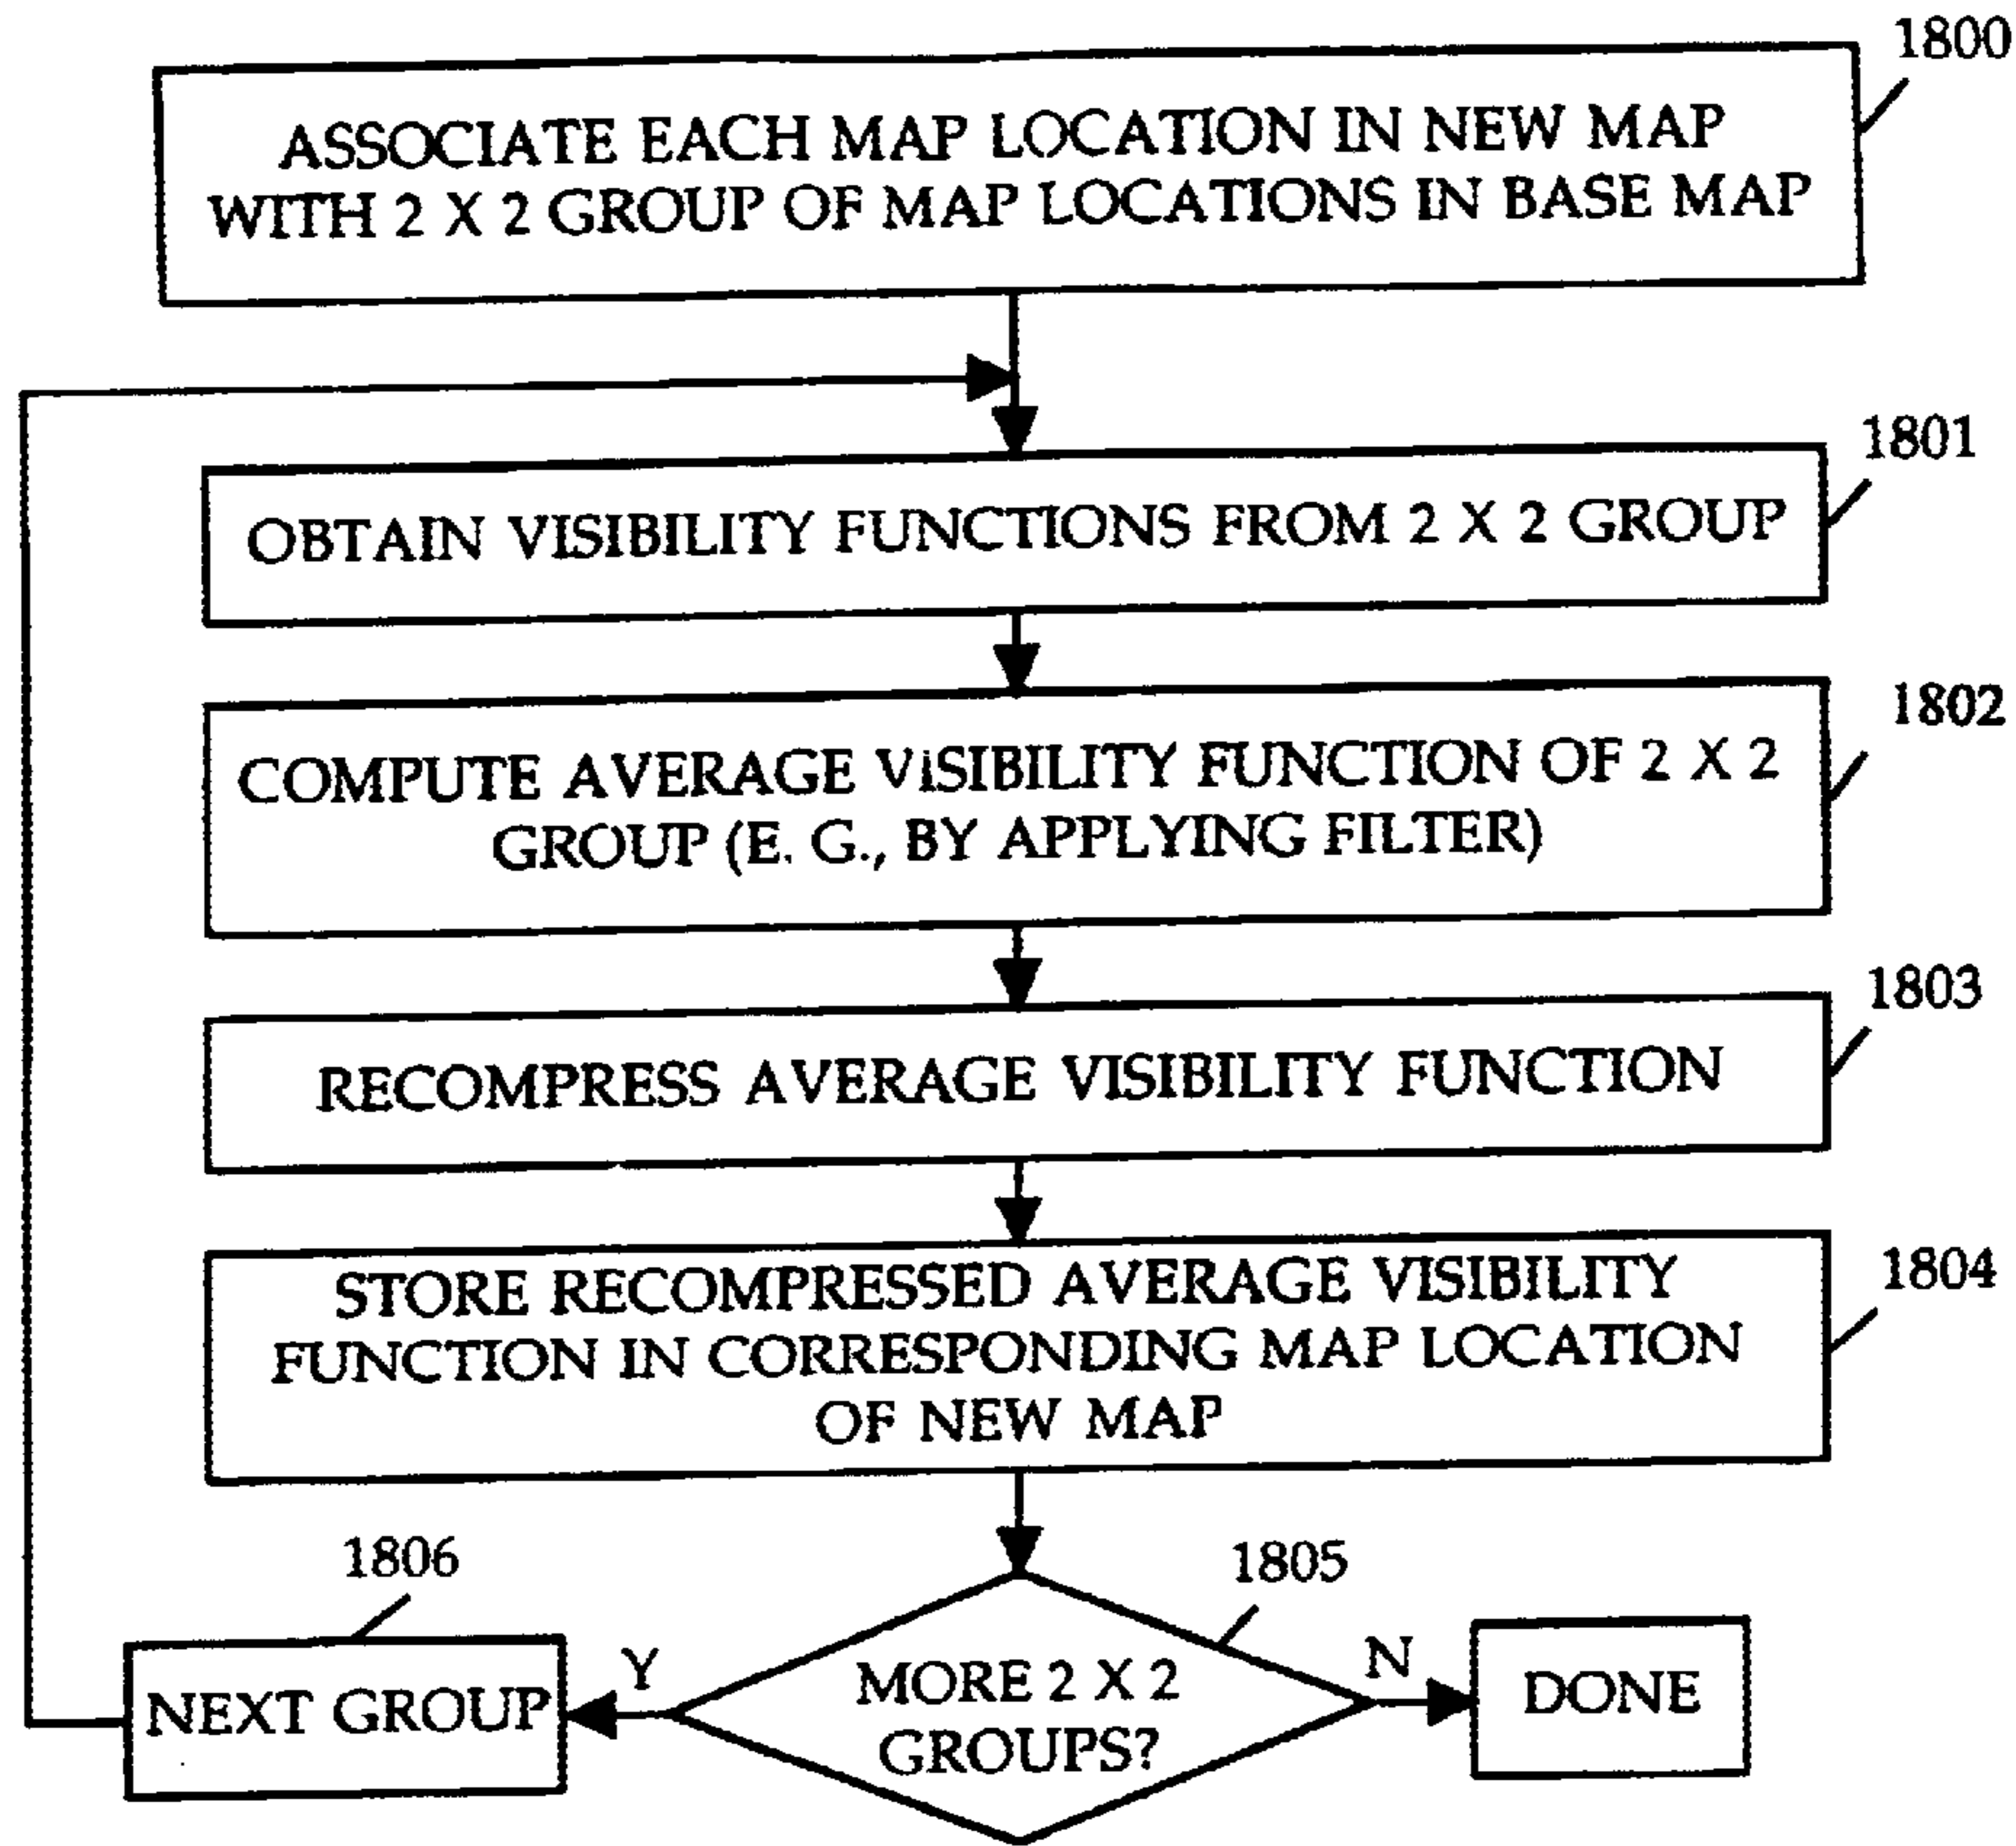 1800
ASSOCIATE EACH MAP LOCATION IN NEW MAP
WITH 2 X 2 GROUP OF MAP LOCATIONS IN BASE MAP
1801
OBTAIN VISIBILITY FUNCTIONS FROM 2 X 2 GROUP
1802
COMPUTE AVERAGE VISIBILITY FUNCTION OF 2 X 2
GROUP (E. G., BY APPLYING FILTER)
1803
RECOMPRESS AVERAGE VISIBILITY FUNCTION
1804
STORE RECOMPRESSED AVERAGE VISIBILITY
FUNCTION IN CORRESPONDING MAP LOCATION
OF NEW MAP
1806
1805
Y
N
NEXT GROUP
MORE 2 X 2
GROUPS?
DONE